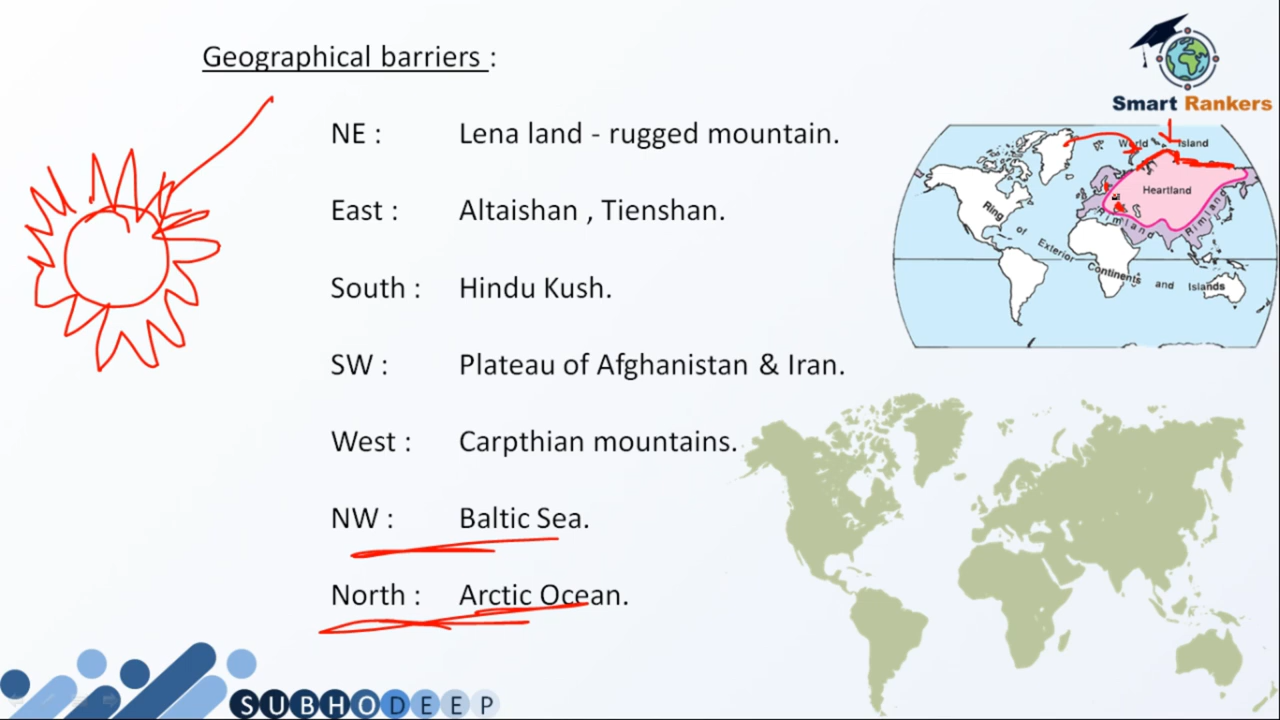 Geographical barriers :
Smart Rankers
NE : Lena land - rugged mountain.
World Island
Heartland
East : Altaishan , Tienshan.
Rimland Rimland
Ring of Exterior Continents and Islands
South : Hindu Kush.
SW : Plateau of Afghanistan & Iran.
West : Carpthian mountains.
NW : Baltic Sea.
North : Arctic Ocean.
SUBHODEEP